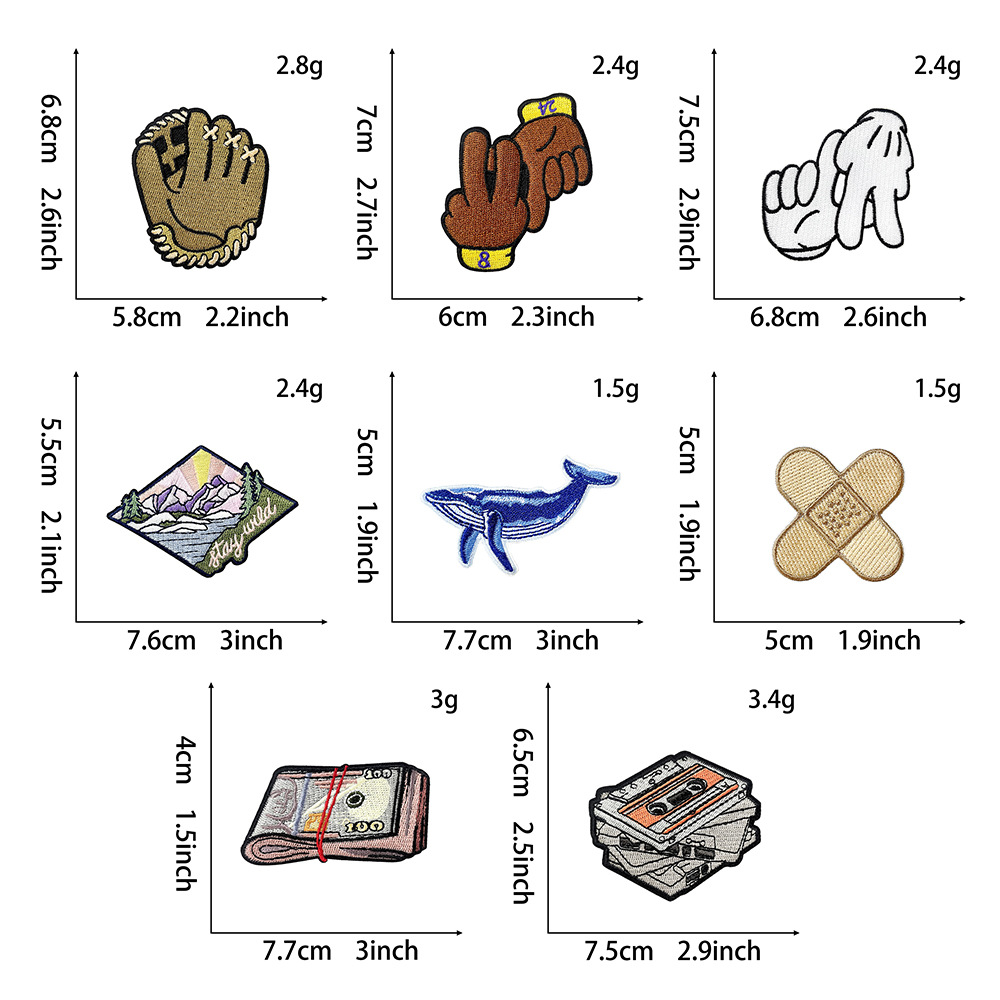 2.8g
6.8cm 2.6inch
5.8cm 2.2inch
2.4g
7cm 2.7inch
24
8
6cm 2.3inch
2.4g
7.5cm 2.9inch
6.8cm 2.6inch
2.4g
5.5cm 2.1inch
stay wild
7.6cm 3inch
1.5g
5cm 1.9inch
7.7cm 3inch
1.5g
5cm 1.9inch
5cm 1.9inch
3g
4cm 1.5inch
100
100
7.7cm 3inch
3.4g
6.5cm 2.5inch
7.5cm 2.9inch